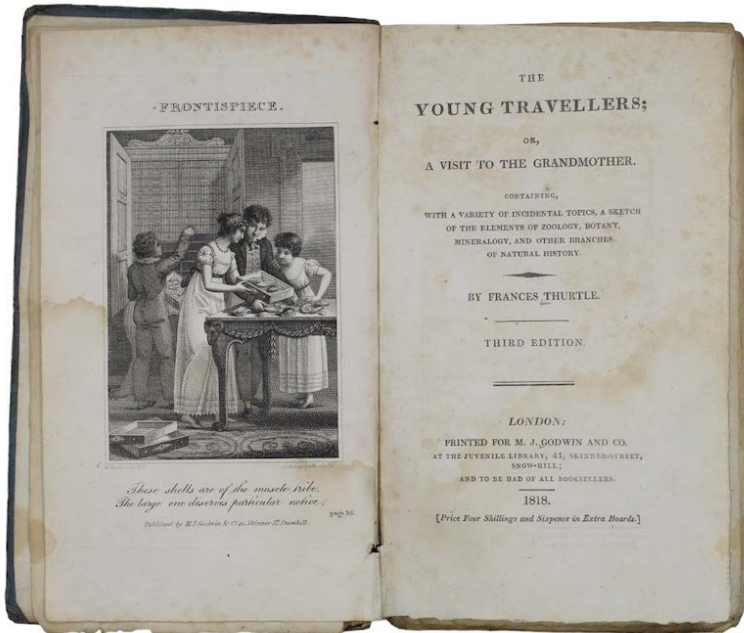 FRONTISPIECE.
These shells are of the muscle tribe,
The large one deserves particular notice,
page 95.
Published by M.J. Godwin & Co. 41, Skinner St. Snowhill.
THE
YOUNG TRAVELLERS;
OR,
A VISIT TO THE GRANDMOTHER.
CONTAINING,
WITH A VARIETY OF INCIDENTAL TOPICS, A SKETCH
OF THE ELEMENTS OF ZOOLOGY, BOTANY,
MINERALOGY, AND OTHER BRANCHES
OF NATURAL HISTORY.
BY FRANCES THURTLE.
THIRD EDITION.
LONDON:
PRINTED FOR M. J. GODWIN AND CO.
AT THE JUVENILE LIBRARY, 41, SKINNER-STREET,
SNOW-HILL;
AND TO BE HAD OF ALL BOOKSELLERS.
1818.
[Price Four Shillings and Sixpence in Extra Boards.]